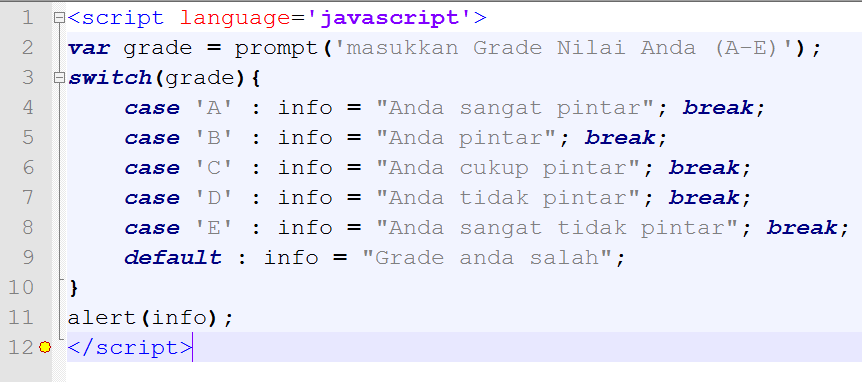 1 <script language='javascript'>
2 var grade = prompt('masukkan Grade Nilai Anda (A-E)');
3 switch(grade){
4 case 'A' : info = "Anda sangat pintar"; break;
5 case 'B' : info = "Anda pintar"; break;
6 case 'C' : info = "Anda cukup pintar"; break;
7 case 'D' : info = "Anda tidak pintar"; break;
8 case 'E' : info = "Anda sangat tidak pintar"; break;
9 default : info = "Grade anda salah";
10 }
11 alert(info);
12 </script>